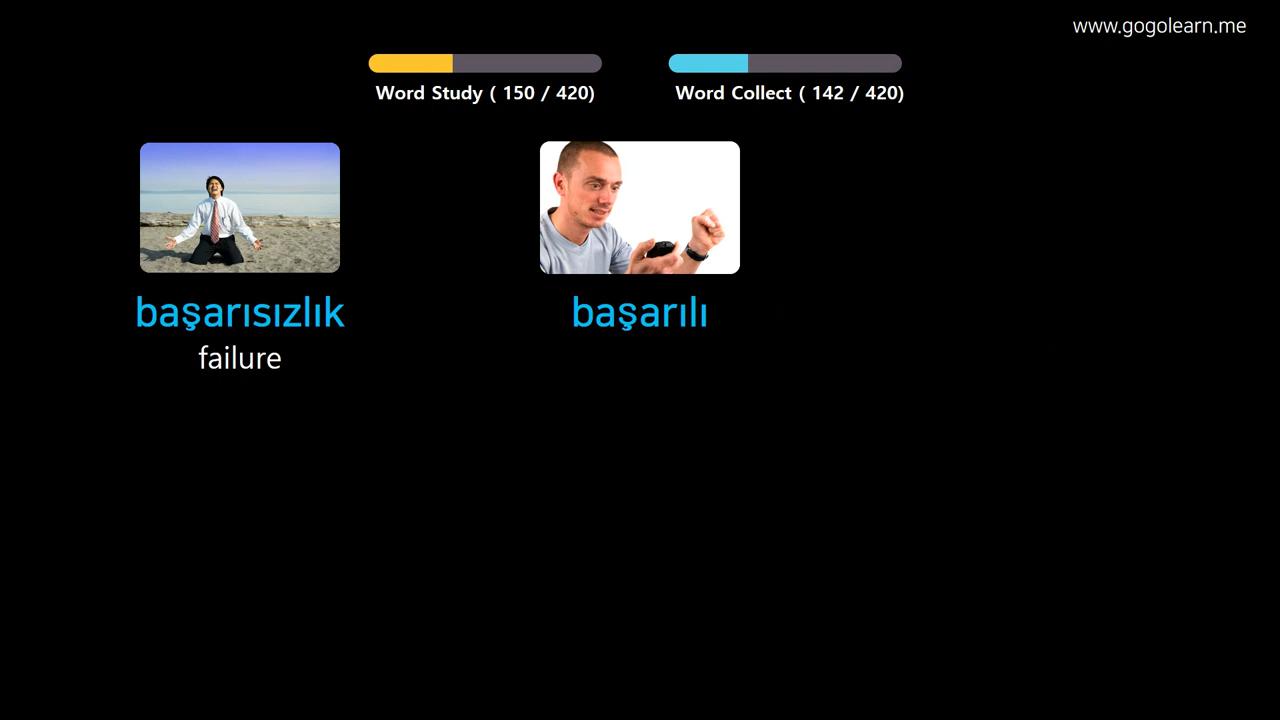 www.gogolearn.me
Word Study ( 150 / 420)
Word Collect ( 142 / 420)
başarısızlık
başarılı
failure